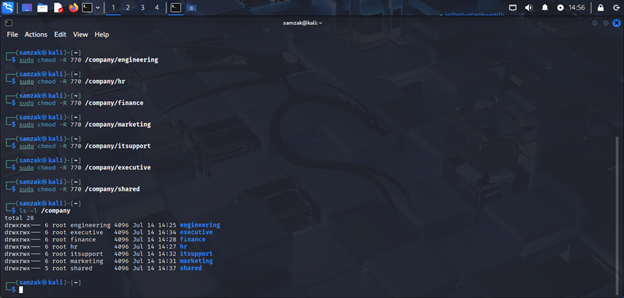 1 2 3 4
14:56
samzak@kali: ~
File Actions Edit View Help
┌──(samzak㉿kali)-[~]
└─$ sudo chmod -R 770 /company/engineering
┌──(samzak㉿kali)-[~]
└─$ sudo chmod -R 770 /company/hr
┌──(samzak㉿kali)-[~]
└─$ sudo chmod -R 770 /company/finance
┌──(samzak㉿kali)-[~]
└─$ sudo chmod -R 770 /company/marketing
┌──(samzak㉿kali)-[~]
└─$ sudo chmod -R 770 /company/itsupport
┌──(samzak㉿kali)-[~]
└─$ sudo chmod -R 770 /company/executive
┌──(samzak㉿kali)-[~]
└─$ sudo chmod -R 770 /company/shared
┌──(samzak㉿kali)-[~]
└─$ ls -l /company
total 28
drwxrwx--- 6 root engineering 4096 Jul 14 14:25 engineering
drwxrwx--- 6 root executive 4096 Jul 14 14:34 executive
drwxrwx--- 6 root finance 4096 Jul 14 14:28 finance
drwxrwx--- 6 root hr 4096 Jul 14 14:27 hr
drwxrwx--- 6 root itsupport 4096 Jul 14 14:32 itsupport
drwxrwx--- 6 root marketing 4096 Jul 14 14:31 marketing
drwxrwx--- 5 root shared 4096 Jul 14 14:37 shared
┌──(samzak㉿kali)-[~]
└─$